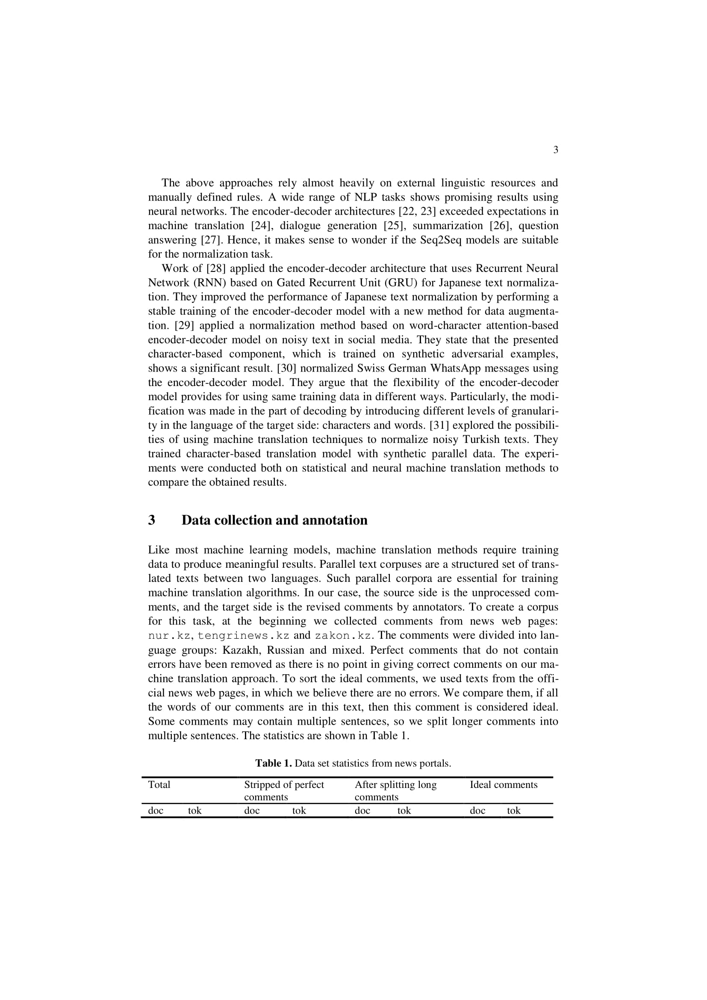 3
The above approaches rely almost heavily on external linguistic resources and
manually defined rules. A wide range of NLP tasks shows promising results using
neural networks. The encoder-decoder architectures [22, 23] exceeded expectations in
machine translation [24], dialogue generation [25], summarization [26], question
answering [27]. Hence, it makes sense to wonder if the Seq2Seq models are suitable
for the normalization task.
Work of [28] applied the encoder-decoder architecture that uses Recurrent Neural
Network (RNN) based on Gated Recurrent Unit (GRU) for Japanese text normaliza-
tion. They improved the performance of Japanese text normalization by performing a
stable training of the encoder-decoder model with a new method for data augmenta-
tion. [29] applied a normalization method based on word-character attention-based
encoder-decoder model on noisy text in social media. They state that the presented
character-based component, which is trained on synthetic adversarial examples,
shows a significant result. [30] normalized Swiss German WhatsApp messages using
the encoder-decoder model. They argue that the flexibility of the encoder-decoder
model provides for using same training data in different ways. Particularly, the modi-
fication was made in the part of decoding by introducing different levels of granulari-
ty in the language of the target side: characters and words. [31] explored the possibili-
ties of using machine translation techniques to normalize noisy Turkish texts. They
trained character-based translation model with synthetic parallel data. The experi-
ments were conducted both on statistical and neural machine translation methods to
compare the obtained results.
3 Data collection and annotation
Like most machine learning models, machine translation methods require training
data to produce meaningful results. Parallel text corpuses are a structured set of trans-
lated texts between two languages. Such parallel corpora are essential for training
machine translation algorithms. In our case, the source side is the unprocessed com-
ments, and the target side is the revised comments by annotators. To create a corpus
for this task, at the beginning we collected comments from news web pages:
nur.kz, tengrinews.kz and zakon.kz. The comments were divided into lan-
guage groups: Kazakh, Russian and mixed. Perfect comments that do not contain
errors have been removed as there is no point in giving correct comments on our ma-
chine translation approach. To sort the ideal comments, we used texts from the offi-
cial news web pages, in which we believe there are no errors. We compare them, if all
the words of our comments are in this text, then this comment is considered ideal.
Some comments may contain multiple sentences, so we split longer comments into
multiple sentences. The statistics are shown in Table 1.
Table 1. Data set statistics from news portals.
Total Stripped of perfect After splitting long Ideal comments
comments comments
doc tok doc tok doc tok doc tok